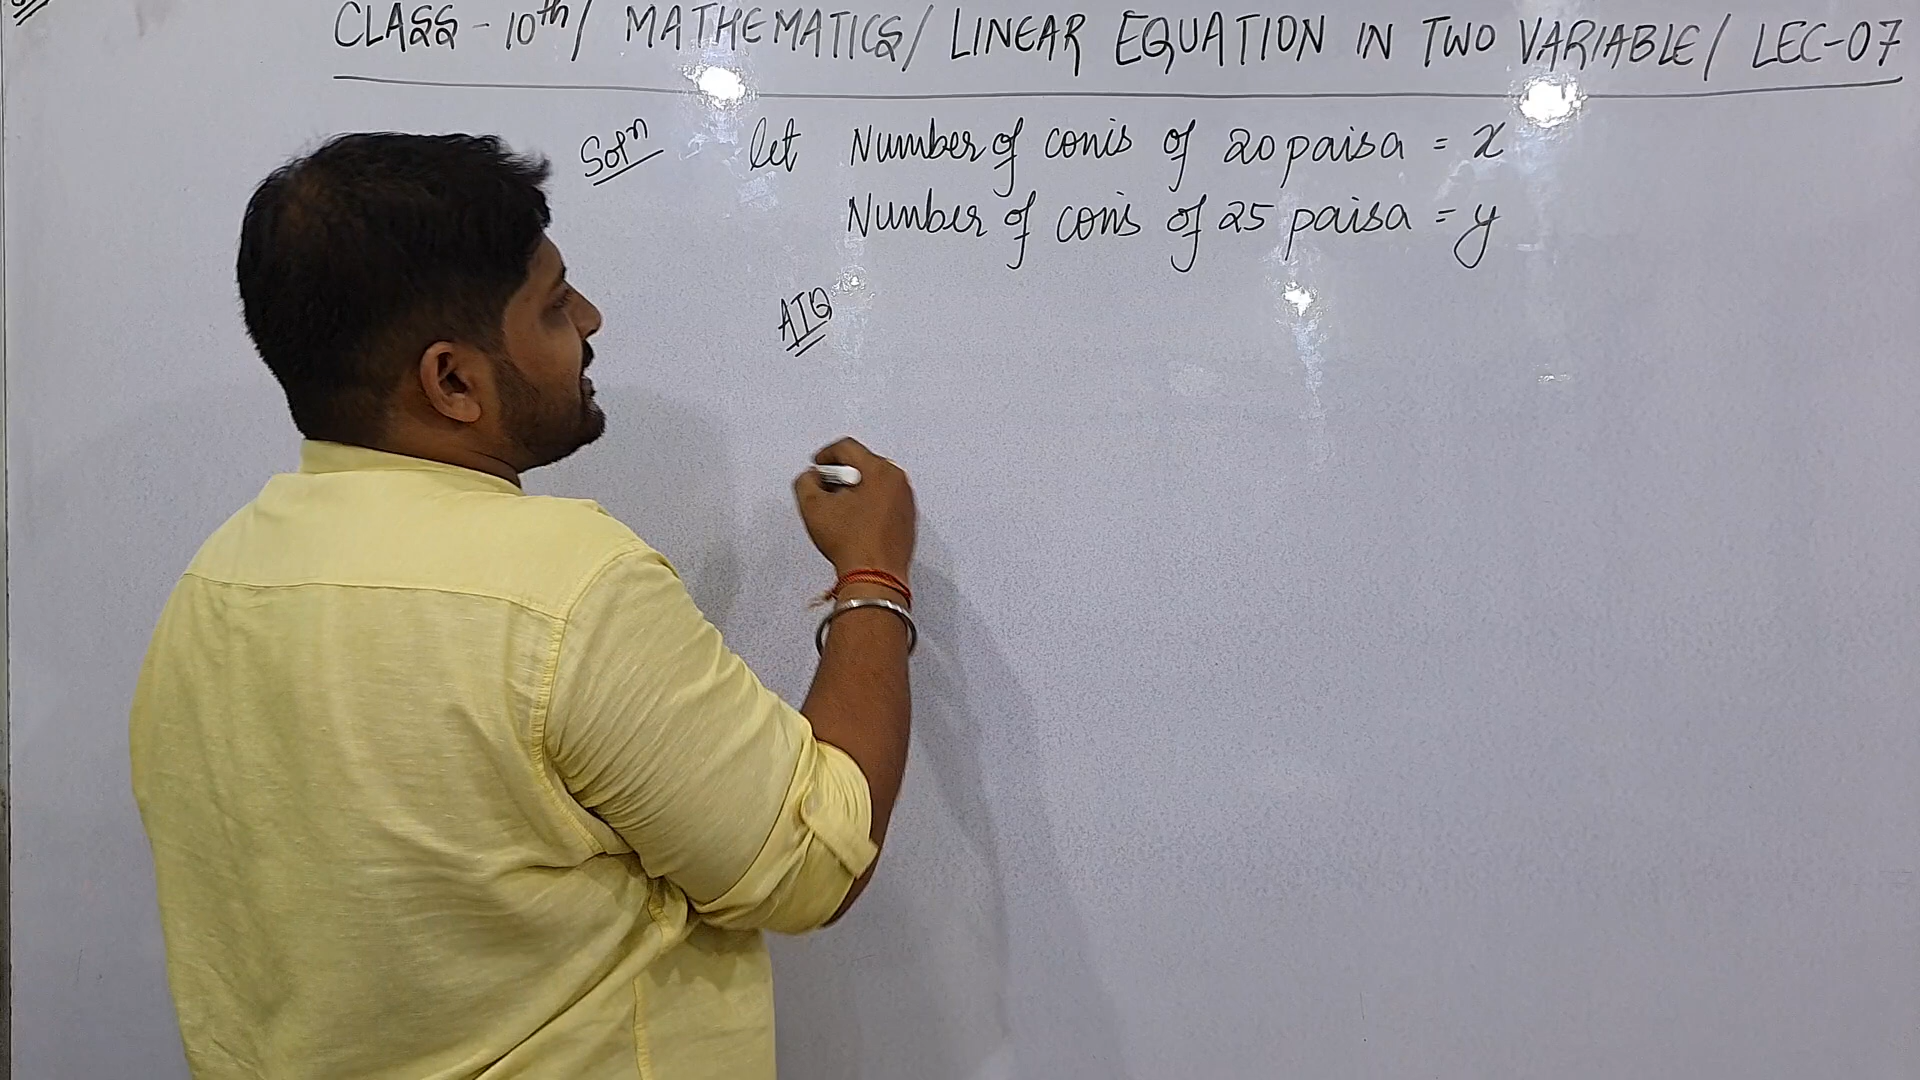 CLASS - 10th / MATHEMATICS / LINEAR EQUATION IN TWO VARIABLE / LEC-07
Solⁿ let Number of conis of 20 paisa = x
Number of conis of 25 paisa = y
ATQ